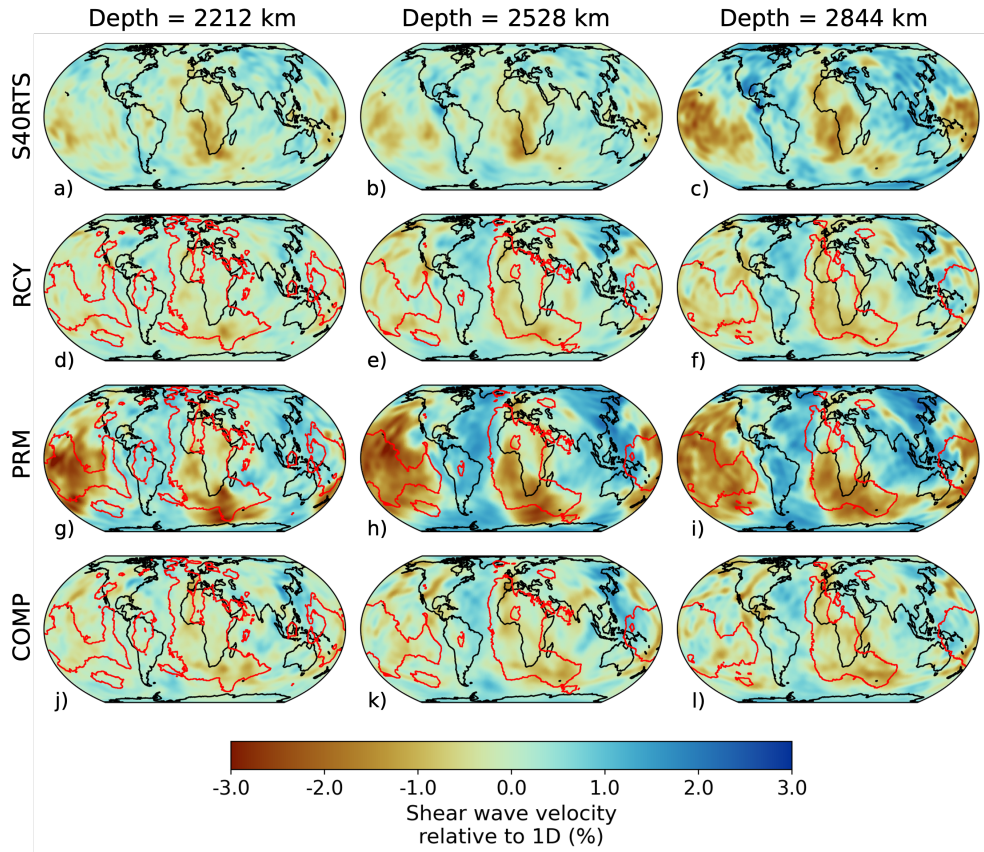 Depth = 2212 km Depth = 2528 km Depth = 2844 km
S40RTS
a) b) c)
RCY
d) e) f)
PRM
g) h) i)
COMP
j) k) l)
-3.0 -2.0 -1.0 0.0 1.0 2.0 3.0
Shear wave velocity
relative to 1D (%)